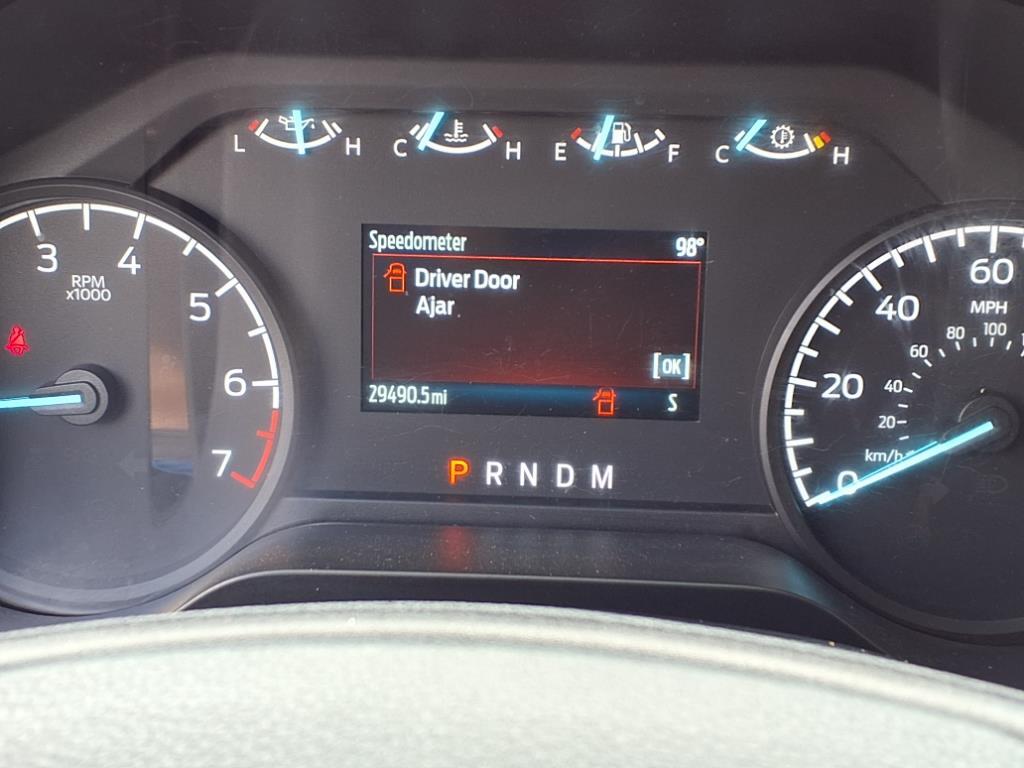 L H C H E F C H
Speedometer 98°
Driver Door
Ajar
[OK]
29490.5mi S
P R N D M
3 4 5 6 7
RPM
x1000
0 20 40 60
MPH
20 40 60 80 100
km/h